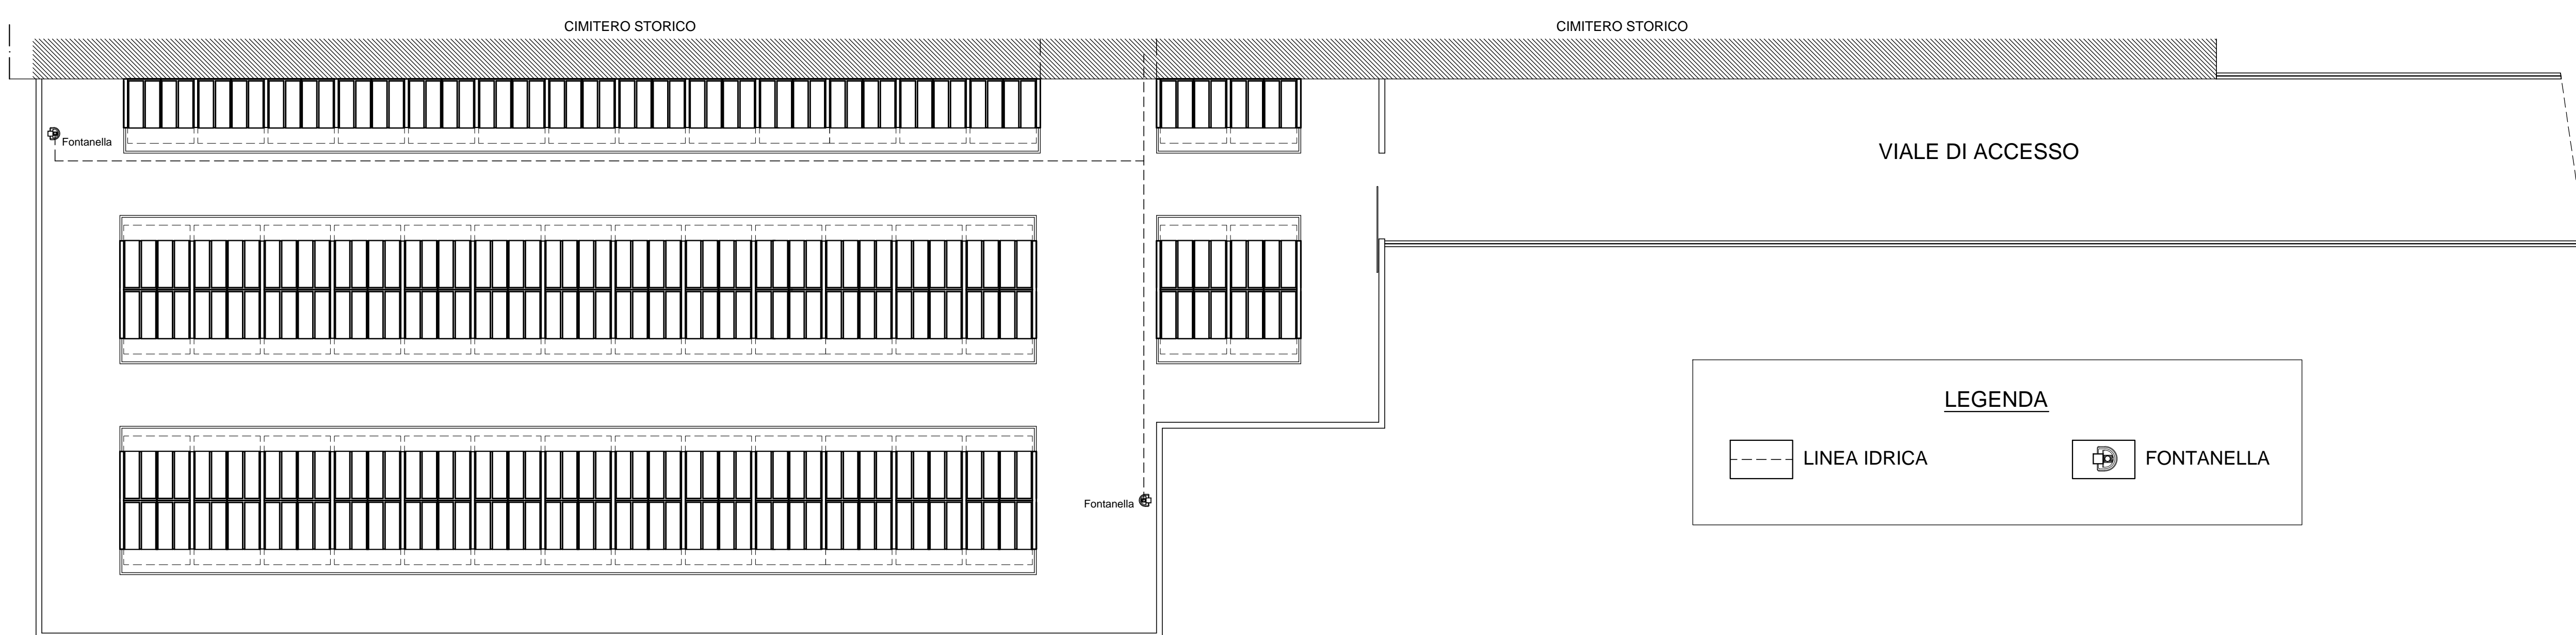 CIMITERO STORICO
CIMITERO STORICO
Fontanella
VIALE DI ACCESSO
LEGENDA
LINEA IDRICA
FONTANELLA
Fontanella